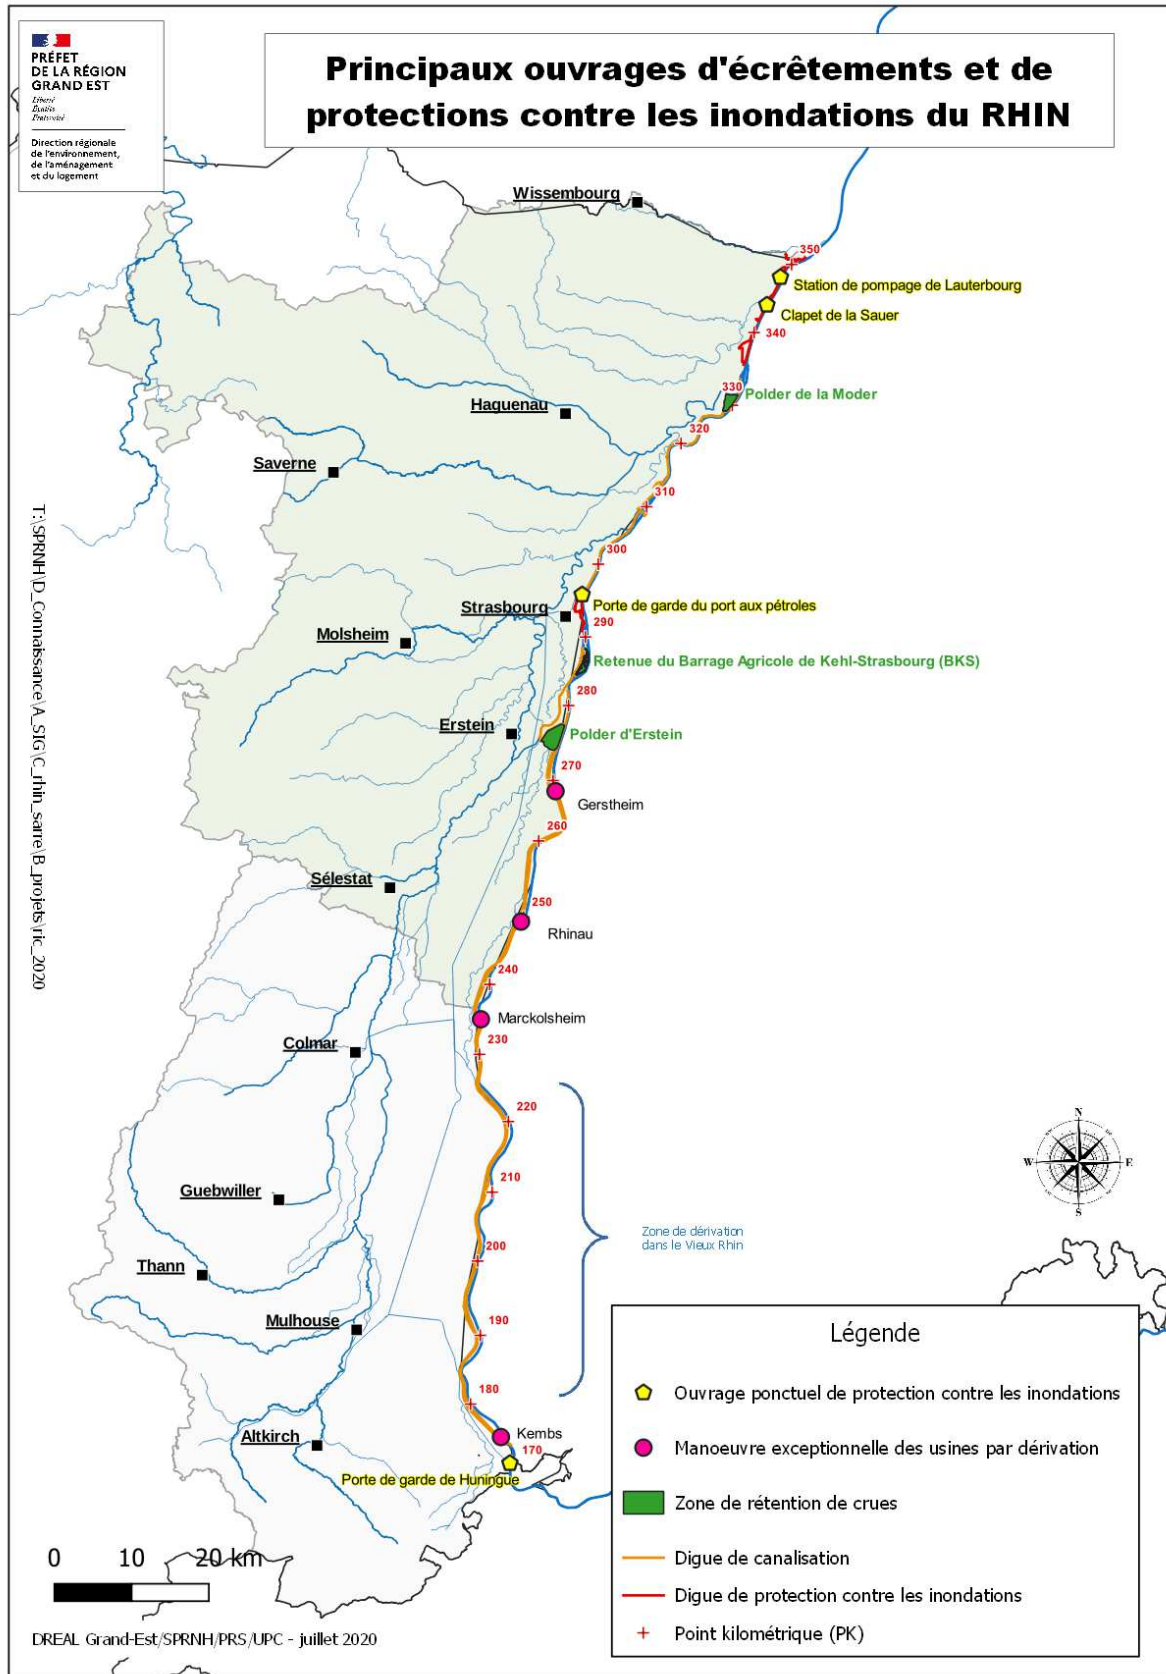 PRÉFET
DE LA RÉGION
GRAND EST
Liberté
Égalité
Fraternité
Direction régionale
de l'environnement,
de l'aménagement
et du logement
Principaux ouvrages d'écrêtements et de
protections contre les inondations du RHIN
Wissembourg
350
Station de pompage de Lauterbourg
Clapet de la Sauer
340
330
Polder de la Moder
Haguenau
320
Saverne
310
300
Strasbourg
Porte de garde du port aux pétroles
290
Molsheim
Retenue du Barrage Agricole de Kehl-Strasbourg (BKS)
280
Erstein
Polder d'Erstein
270
Gerstheim
260
Sélestat
250
Rhinau
240
Marckolsheim
230
Colmar
220
210
Guebwiller
200
Zone de dérivation
dans le Vieux Rhin
Thann
190
Mulhouse
180
Kembs
170
Altkirch
Porte de garde de Huningue
T:\SPRNH\D_Connaissance\A_SIG\C_rhin_sarre\B_projets\ric_2020
N
W
E
S
Légende
Ouvrage ponctuel de protection contre les inondations
Manoeuvre exceptionnelle des usines par dérivation
Zone de rétention de crues
Digue de canalisation
Digue de protection contre les inondations
Point kilométrique (PK)
0 10 20 km
DREAL Grand-Est/SPRNH/PRS/UPC - juillet 2020